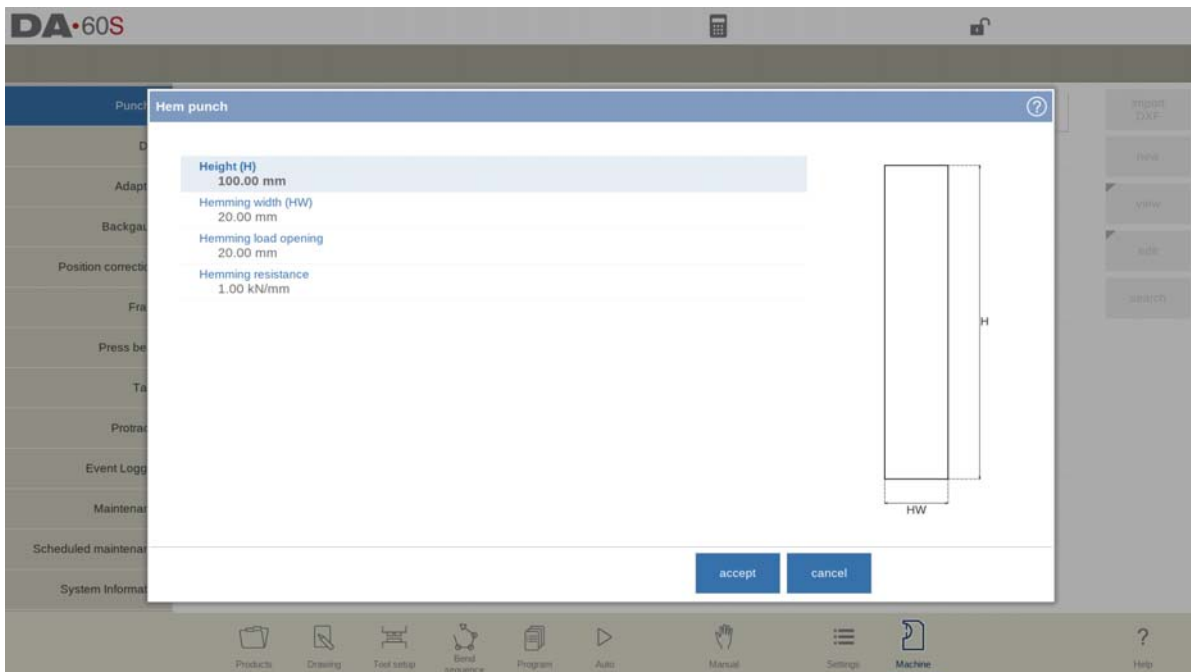 DA•60S
Hem punch
?
Height (H)
100.00 mm
Hemming width (HW)
20.00 mm
Hemming load opening
20.00 mm
Hemming resistance
1.00 kN/mm
H
HW
accept
cancel
Punch
D
Adapt
Backgau
Position correctio
Fra
Press be
Ta
Protrac
Event Logg
Maintenan
Scheduled maintenan
System Informat
import
DXF
new
view
edit
search
Products
Drawing
Tool setup
Bend
sequence
Program
Auto
Manual
Settings
Machine
?
Help